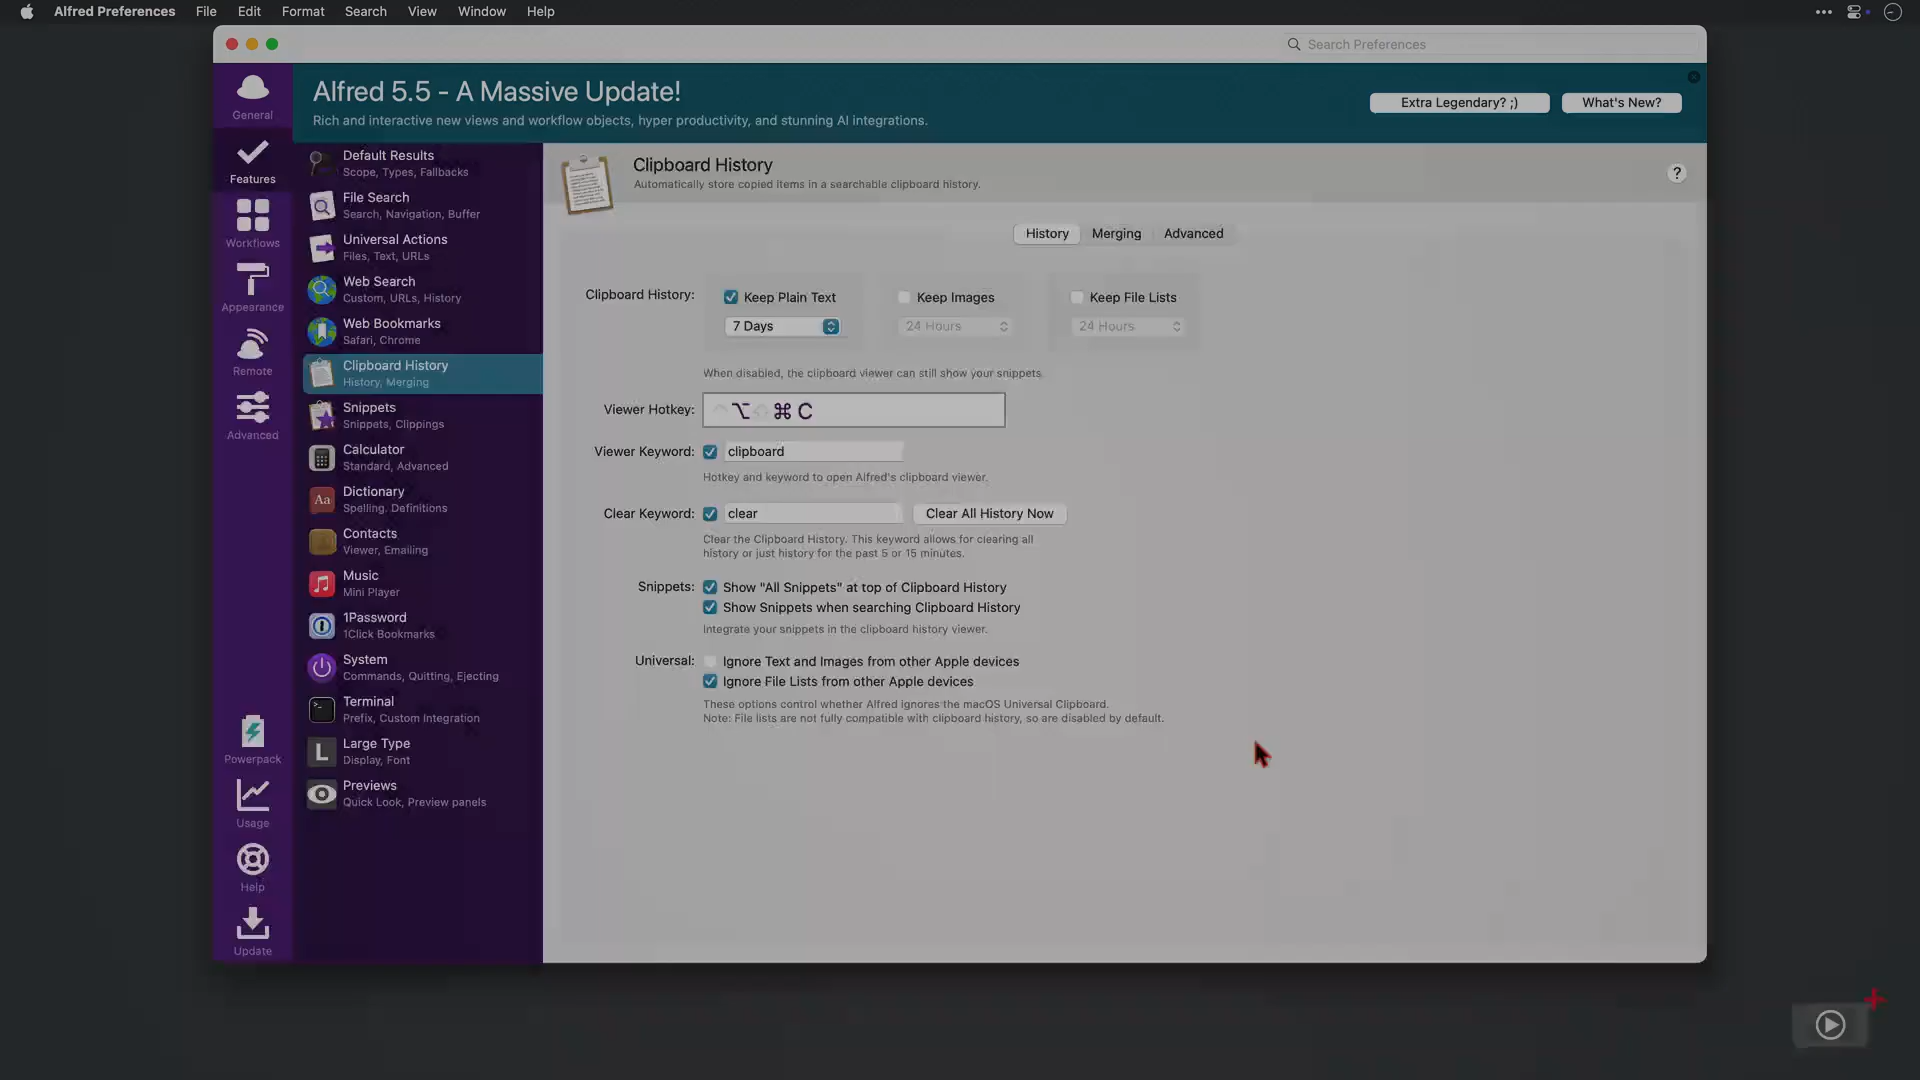 Alfred Preferences File Edit Format Search View Window Help
Search Preferences
General
Features
Workflows
Appearance
Remote
Advanced
Powerpack
Usage
Help
Update
Alfred 5.5 - A Massive Update!
Rich and interactive new views and workflow objects, hyper productivity, and stunning AI integrations.
Extra Legendary? ;)
What's New?
Default Results
Scope, Types, Fallbacks
File Search
Search, Navigation, Buffer
Universal Actions
Files, Text, URLs
Web Search
Custom, URLs, History
Web Bookmarks
Safari, Chrome
Clipboard History
History, Merging
Snippets
Snippets, Clippings
Calculator
Standard, Advanced
Aa
Dictionary
Spelling, Definitions
Contacts
Viewer, Emailing
Music
Mini Player
1Password
1Click Bookmarks
System
Commands, Quitting, Ejecting
Terminal
Prefix, Custom Integration
L
Large Type
Display, Font
Previews
Quick Look, Preview panels
Clipboard History
Automatically store copied items in a searchable clipboard history.
?
History Merging Advanced
Clipboard History: Keep Plain Text Keep Images Keep File Lists
7 Days 24 Hours 24 Hours
When disabled, the clipboard viewer can still show your snippets.
Viewer Hotkey: ⌃⌥⇧⌘ C
Viewer Keyword: clipboard
Hotkey and keyword to open Alfred's clipboard viewer.
Clear Keyword: clear Clear All History Now
Clear the Clipboard History. This keyword allows for clearing all
history or just history for the past 5 or 15 minutes.
Snippets: Show "All Snippets" at top of Clipboard History
Show Snippets when searching Clipboard History
Integrate your snippets in the clipboard history viewer.
Universal: Ignore Text and Images from other Apple devices
Ignore File Lists from other Apple devices
These options control whether Alfred ignores the macOS Universal Clipboard.
Note: File lists are not fully compatible with clipboard history, so are disabled by default.